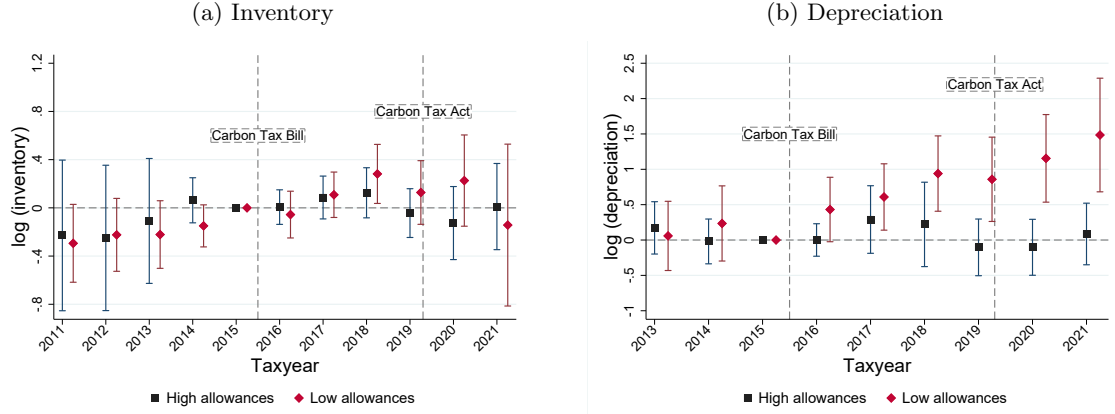 (a) Inventory
(b) Depreciation
log (inventory)
1.2
.8
.4
0
-.4
-.8
Carbon Tax Bill
Carbon Tax Act
2011
2012
2013
2014
2015
2016
2017
2018
2019
2020
2021
Taxyear
High allowances
Low allowances
log (depreciation)
2.5
2
1.5
1
.5
0
-.5
-1
Carbon Tax Bill
Carbon Tax Act
2013
2014
2015
2016
2017
2018
2019
2020
2021
Taxyear
High allowances
Low allowances